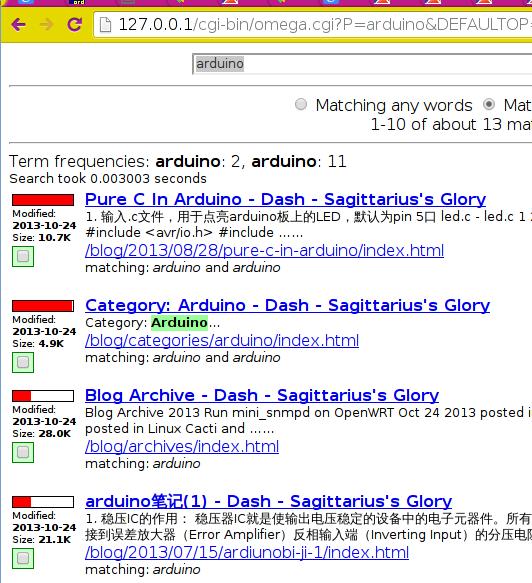 127.0.0.1/cgi-bin/omega.cgi?P=arduino&DEFAULTOP=
arduino
Matching any words Mat
1-10 of about 13 ma
Term frequencies: arduino: 2, arduino: 11
Search took 0.003003 seconds
Pure C In Arduino - Dash - Sagittarius's Glory
Modified:
2013-10-24
Size: 10.7K
1. 输入.c文件，用于点亮arduino板上的LED，默认为pin 5口 led.c - led.c 1
#include <avr/io.h> #include ……
/blog/2013/08/28/pure-c-in-arduino/index.html
matching: arduino and arduino
Category: Arduino - Dash - Sagittarius's Glory
Modified:
2013-10-24
Size: 4.9K
Category: Arduino...
/blog/categories/arduino/index.html
matching: arduino and arduino
Blog Archive - Dash - Sagittarius's Glory
Modified:
2013-10-24
Size: 28.0K
Blog Archive 2013 Run mini_snmpd on OpenWRT Oct 24 2013 posted i
posted in Linux Cacti and ……
/blog/archives/index.html
matching: arduino
arduino笔记(1) - Dash - Sagittarius's Glory
Modified:
2013-10-24
Size: 21.1K
1. 稳压IC的作用： 稳压器IC就是使输出电压稳定的设备中的电子元器件。所有
接到误差放大器（Error Amplifier）反相输入端（Inverting Input）的分压电
/blog/2013/07/15/ardiunobi-ji-1/index.html
matching: arduino